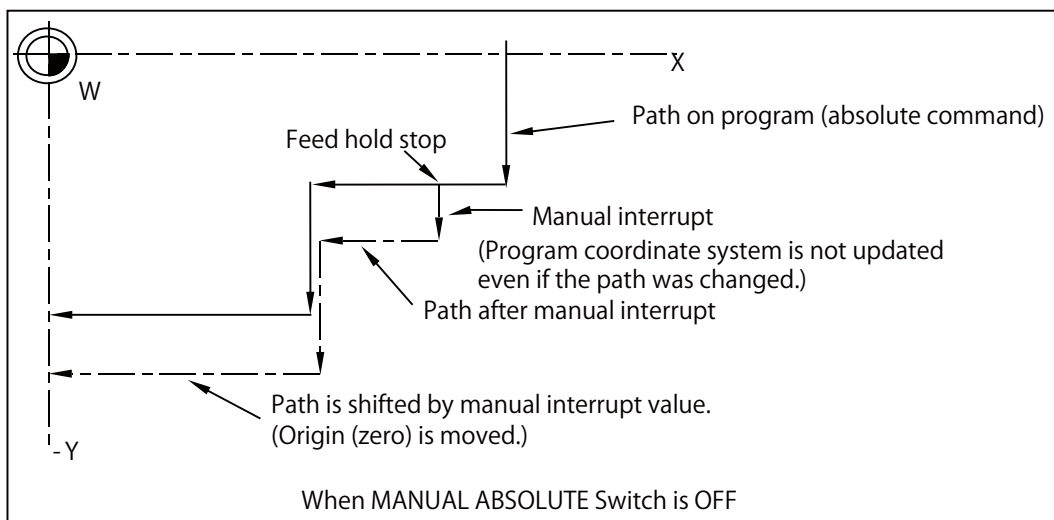 W
X
Path on program (absolute command)
Feed hold stop
Manual interrupt
(Program coordinate system is not updated
even if the path was changed.)
Path after manual interrupt
Path is shifted by manual interrupt value.
(Origin (zero) is moved.)
-Y
When MANUAL ABSOLUTE Switch is OFF